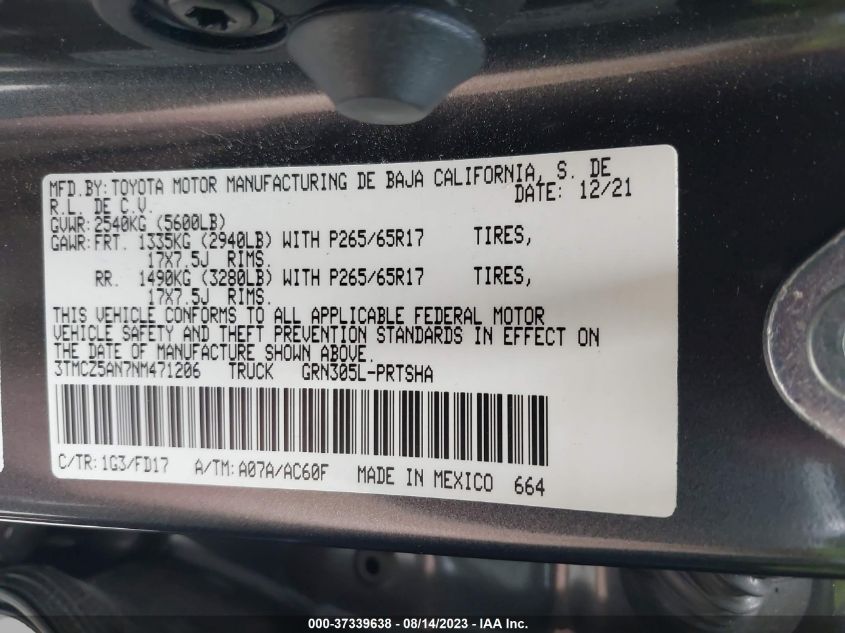 MFD.BY: TOYOTA MOTOR MANUFACTURING DE BAJA CALIFORNIA, S. DE
R.L. DE C.V. DATE: 12/21
GVWR: 2540KG (5600LB)
GAWR: FRT. 1335KG (2940LB) WITH P265/65R17 TIRES,
17X7.5J RIMS.
RR. 1490KG (3280LB) WITH P265/65R17 TIRES,
17X7.5J RIMS.
THIS VEHICLE CONFORMS TO ALL APPLICABLE FEDERAL MOTOR
VEHICLE SAFETY AND THEFT PREVENTION STANDARDS IN EFFECT ON
THE DATE OF MANUFACTURE SHOWN ABOVE.
3TMCZ5AN7NM471206 TRUCK GRN305L-PRTSHA
C/TR: 1G3/FD17 A/TM: A07A/AC60F MADE IN MEXICO 664
000-37339638 - 08/14/2023 - IAA Inc.